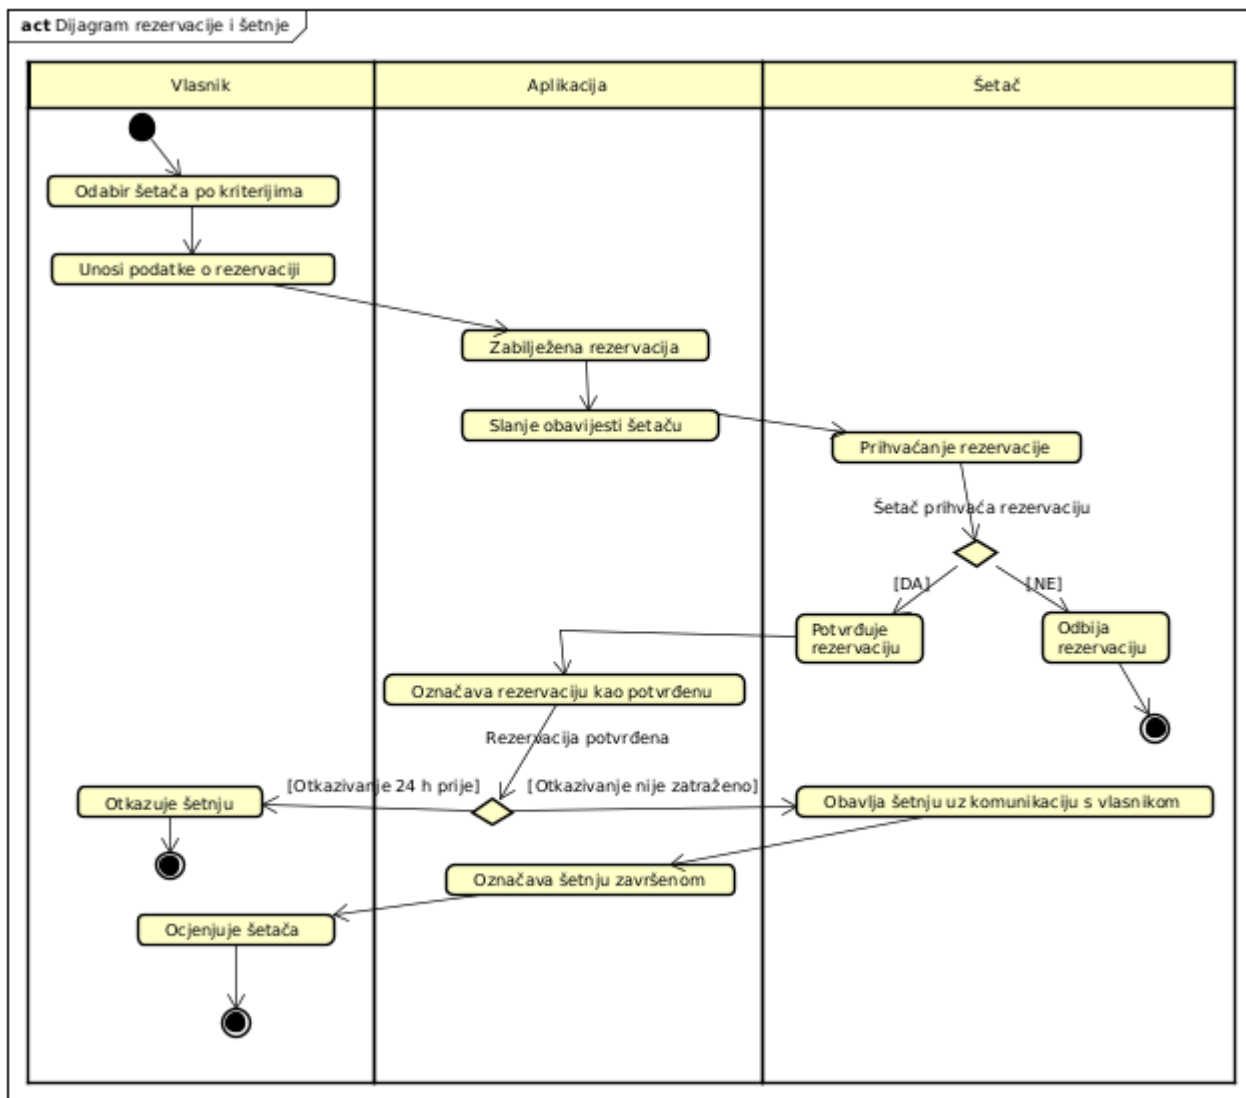 act Dijagram rezervacije i šetnje
Vlasnik
Aplikacija
Šetač
Odabir šetača po kriterijima
Unosi podatke o rezervaciji
Zabilježena rezervacija
Slanje obavijesti šetaču
Prihvaćanje rezervacije
Šetač prihvaća rezervaciju
[DA]
[NE]
Potvrđuje
rezervaciju
Odbija
rezervaciju
Označava rezervaciju kao potvrđenu
Rezervacija potvrđena
[Otkazivanje 24 h prije]
[Otkazivanje nije zatraženo]
Otkazuje šetnju
Obavlja šetnju uz komunikaciju s vlasnikom
Označava šetnju završenom
Ocjenjuje šetača